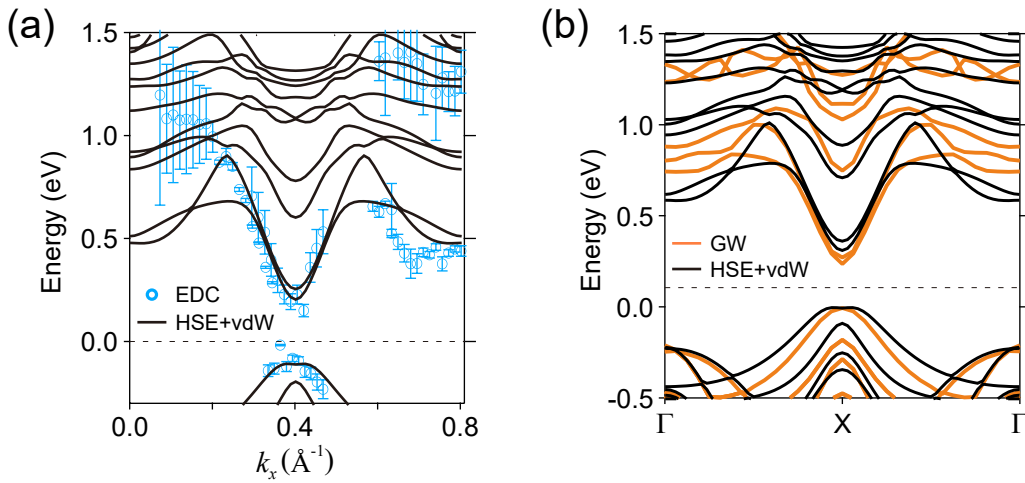 (a)
1.5
1.0
0.5
0.0
Energy (eV)
EDC
HSE+vdW
0.0
0.4
0.8
kx (Å⁻¹)
(b)
1.5
1.0
0.5
0.0
-0.5
Energy (eV)
GW
HSE+vdW
Γ
X
Γ